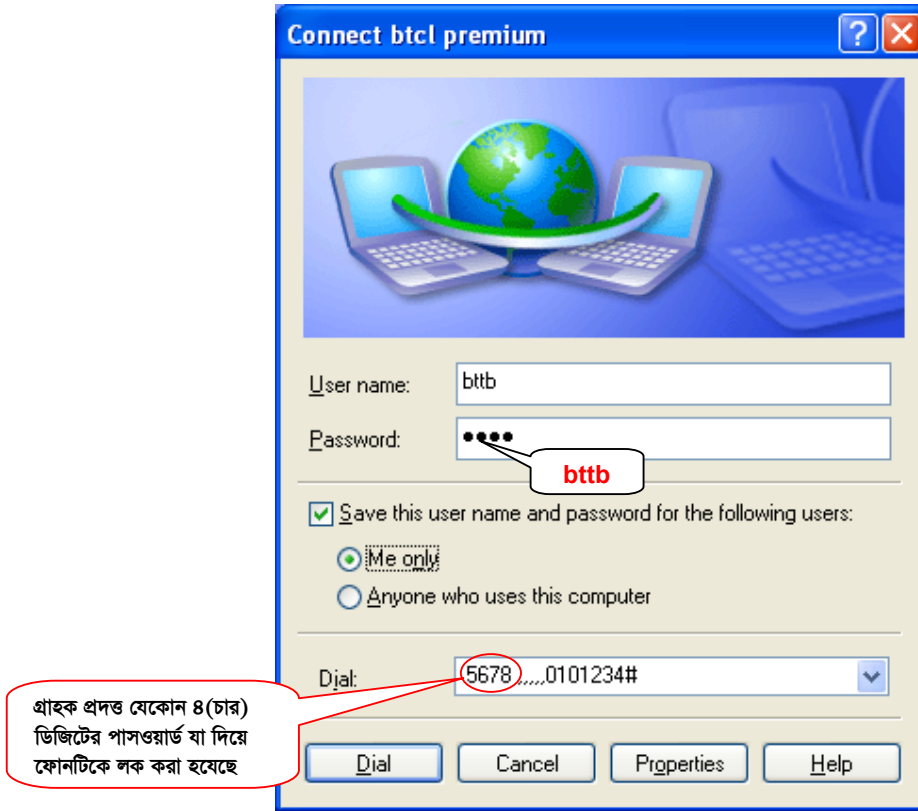 Connect btcl premium
User name: bttb
Password: ••••
bttb
Save this user name and password for the following users:
Me only
Anyone who uses this computer
Dial: 5678,,,,,0101234#
গ্রাহক প্রদত্ত যেকোন ৪(চার)
ডিজিটের পাসওয়ার্ড যা দিয়ে
ফোনটিকে লক করা হযেছে
Dial Cancel Properties Help